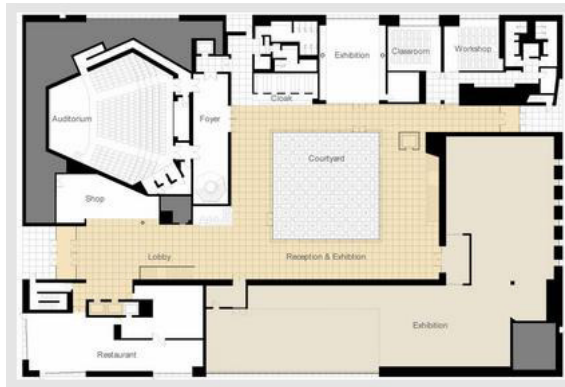 Exhibition
Classroom
Workshop
Cloak
Auditorium
Foyer
Courtyard
Shop
Lobby
Reception & Exhibition
Exhibition
Restaurant